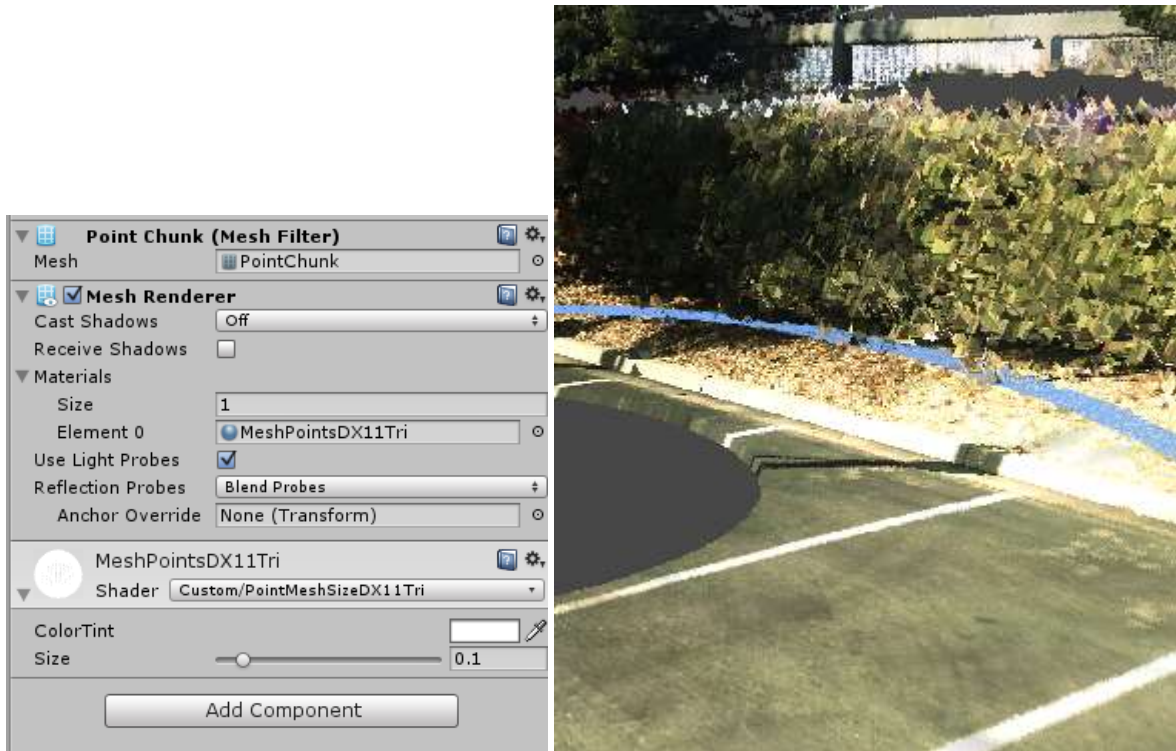 Point Chunk (Mesh Filter)
Mesh PointChunk
Mesh Renderer
Cast Shadows Off
Receive Shadows
Materials
Size 1
Element 0 MeshPointsDX11Tri
Use Light Probes
Reflection Probes Blend Probes
Anchor Override None (Transform)
MeshPointsDX11Tri
Shader Custom/PointMeshSizeDX11Tri
ColorTint
Size 0.1
Add Component